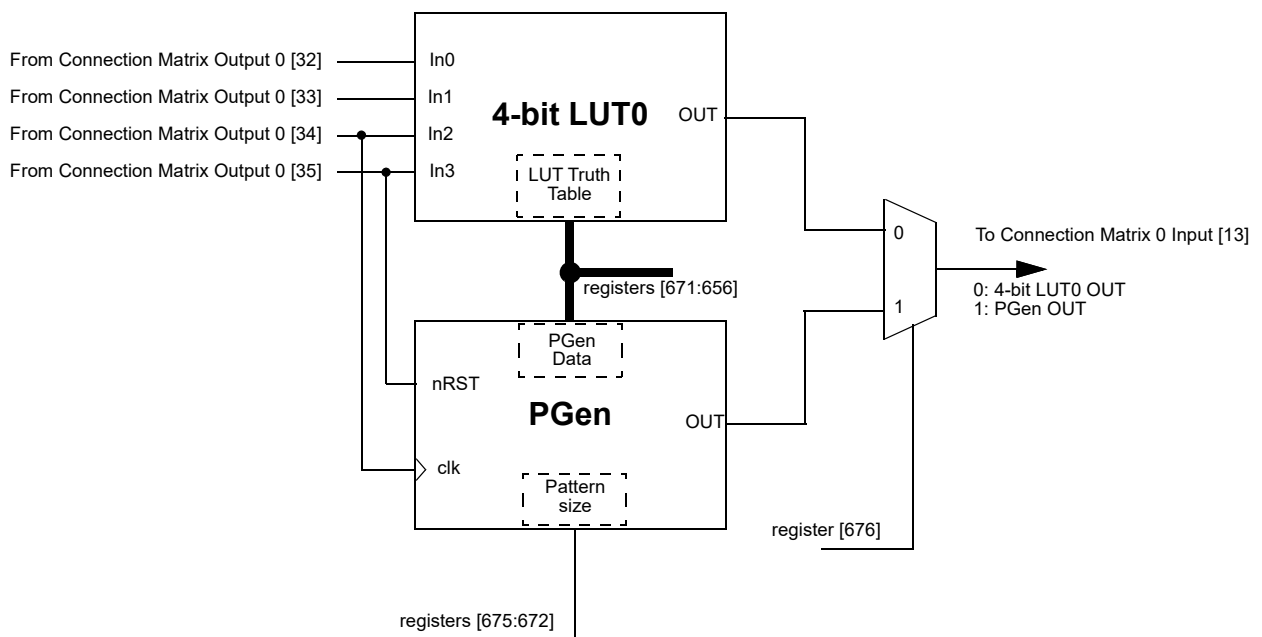 From Connection Matrix Output 0 [32]
In0
From Connection Matrix Output 0 [33]
In1
From Connection Matrix Output 0 [34]
In2
From Connection Matrix Output 0 [35]
In3
4-bit LUT0
OUT
LUT Truth
Table
registers [671:656]
PGen
Data
nRST
PGen
OUT
clk
Pattern
size
registers [675:672]
0
1
To Connection Matrix 0 Input [13]
0: 4-bit LUT0 OUT
1: PGen OUT
register [676]